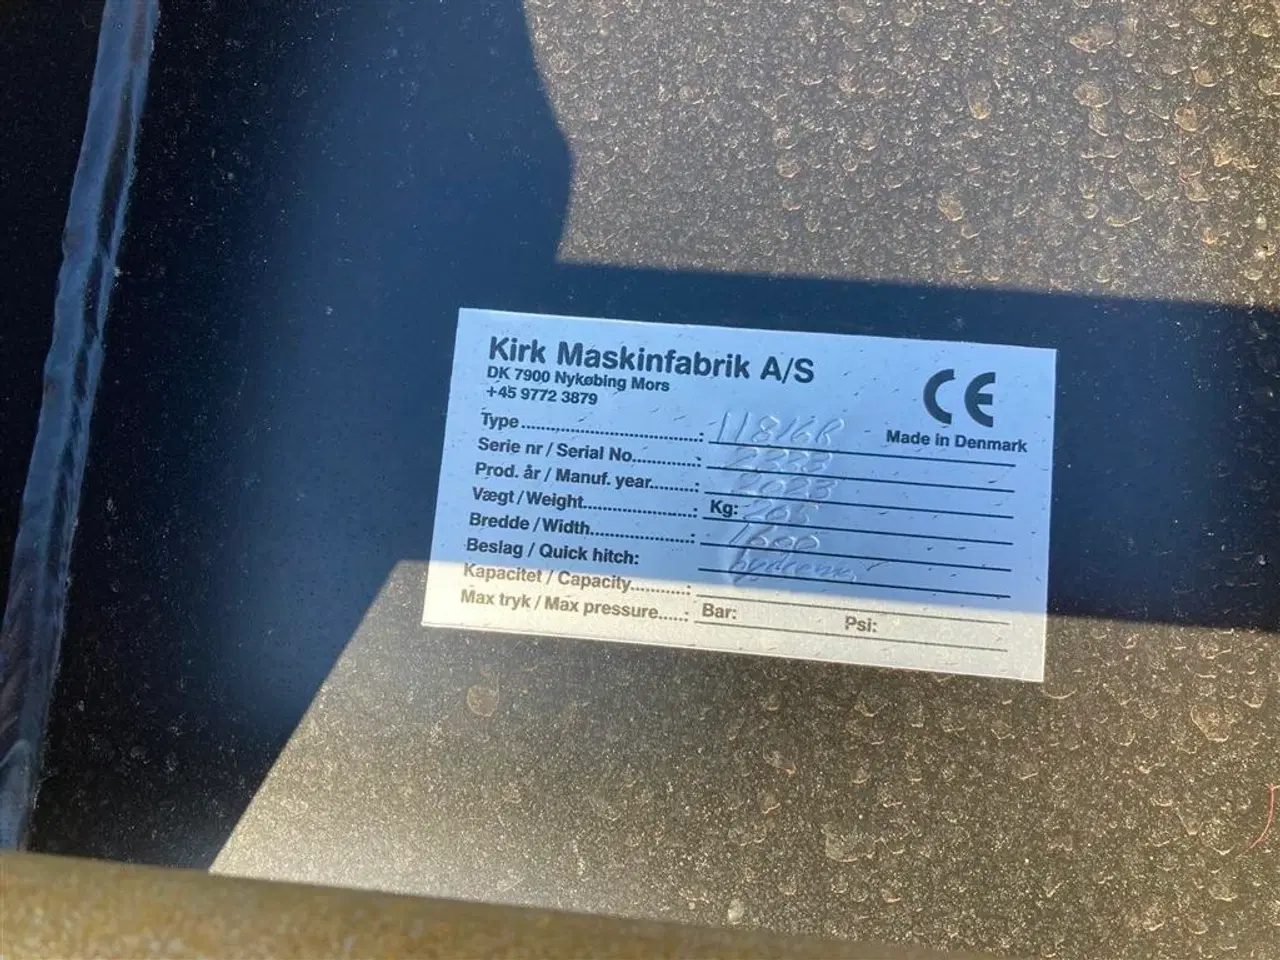 Kirk Maskinfabrik A/S
DK 7900 Nykøbing Mors
+45 9772 3879
CE
Made in Denmark
Type..............................: 11816R
Serie nr / Serial No............:
Prod. år / Manuf. year........: 2023
Vægt / Weight....................: Kg: 265
Bredde / Width..................: 1600
Beslag / Quick hitch: hydrema
Kapacitet / Capacity...........:
Max tryk / Max pressure......: Bar: Psi: